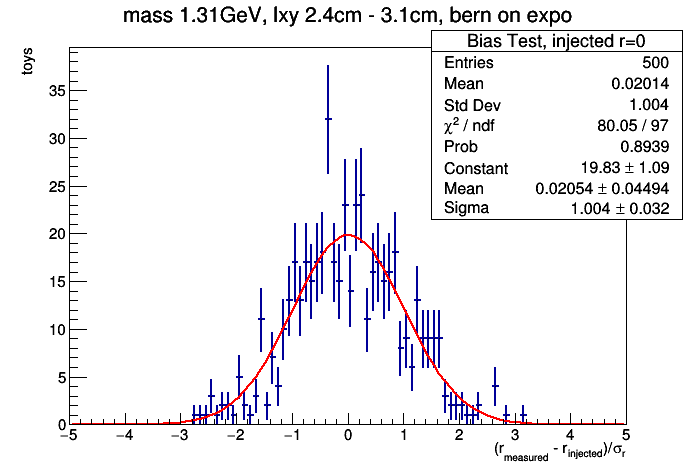 mass 1.31GeV, lxy 2.4cm - 3.1cm, bern on expo
toys
Bias Test, injected r=0
Entries 500
Mean 0.02014
Std Dev 1.004
χ² / ndf 80.05 / 97
Prob 0.8939
Constant 19.83 ± 1.09
Mean 0.02054 ± 0.04494
Sigma 1.004 ± 0.032
35
30
25
20
15
10
5
0
−5 −4 −3 −2 −1 0 1 2 3 4 5
(r_measured - r_injected)/σ_r